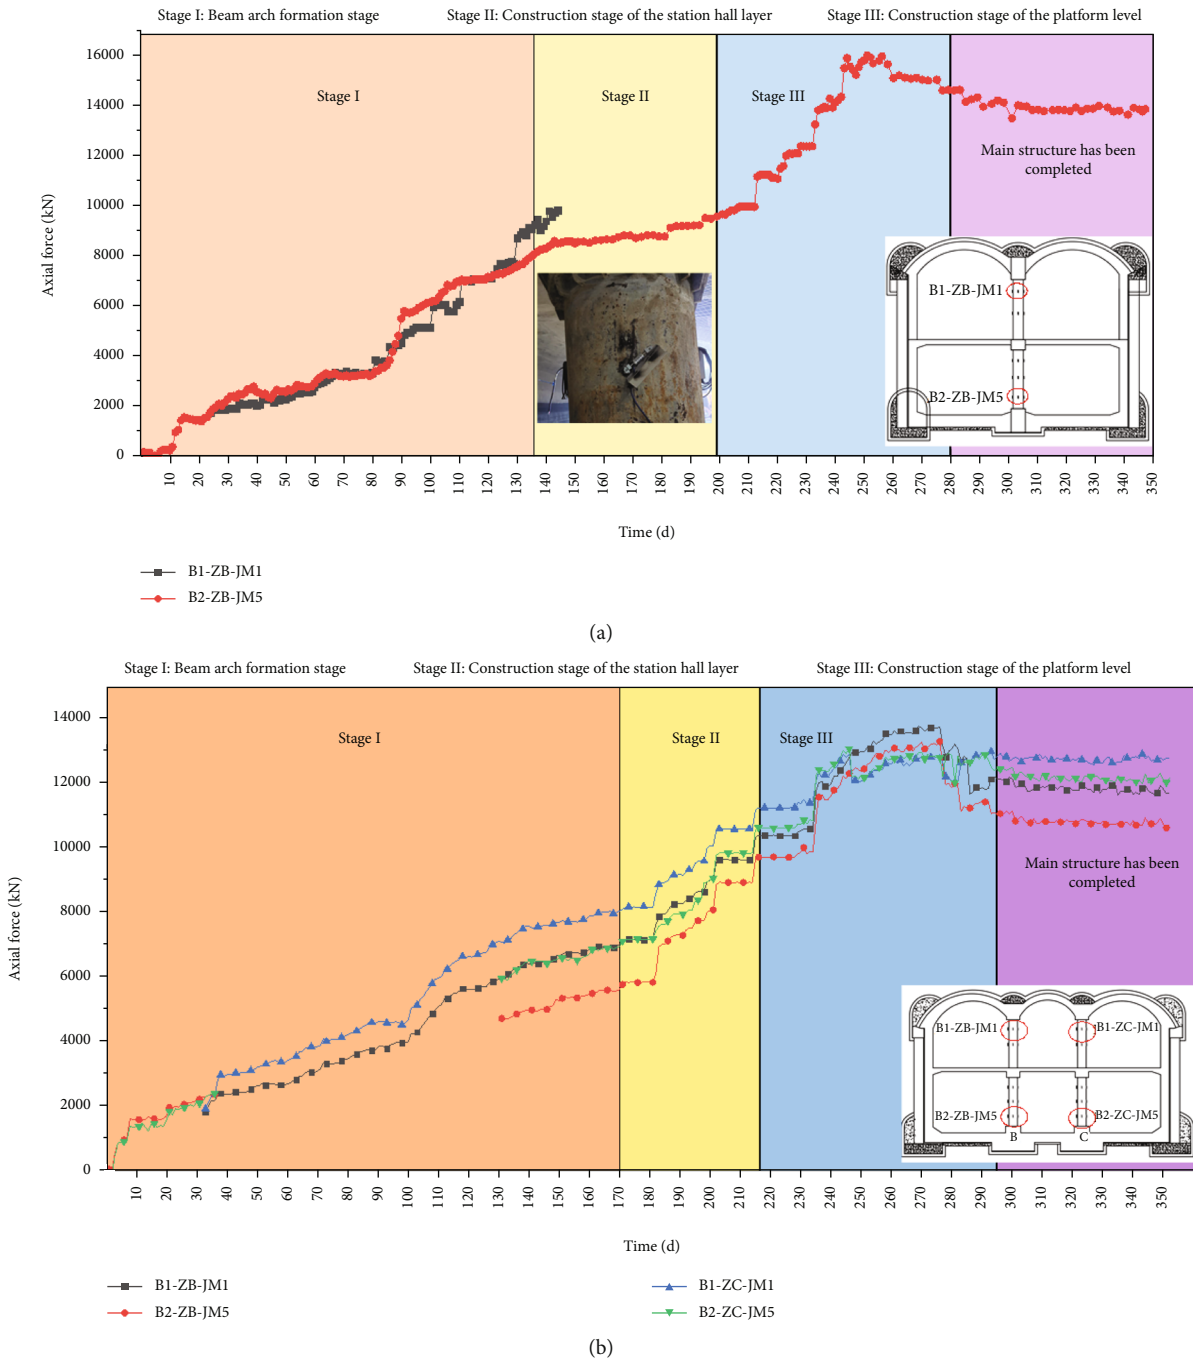 (a)
Stage I: Beam arch formation stage
Stage II: Construction stage of the station hall layer
Stage III: Construction stage of the platform level
Axial force (kN)
16000
14000
12000
10000
8000
6000
4000
2000
0
Stage I
Stage II
Stage III
Main structure has been
completed
B1-ZB-JM1
B2-ZB-JM5
10 20 30 40 50 60 70 80 90 100 110 120 130 140 150 160 170 180 190 200 210 220 230 240 250 260 270 280 290 300 310 320 330 340 350
Time (d)
B1-ZB-JM1
B2-ZB-JM5
(a)
Stage I: Beam arch formation stage
Stage II: Construction stage of the station hall layer
Stage III: Construction stage of the platform level
Axial force (kN)
14000
12000
10000
8000
6000
4000
2000
0
Stage I
Stage II
Stage III
Main structure has been
completed
B1-ZB-JM1
B1-ZC-JM1
B2-ZB-JM5
B2-ZC-JM5
B
C
10 20 30 40 50 60 70 80 90 100 110 120 130 140 150 160 170 180 190 200 210 220 230 240 250 260 270 280 290 300 310 320 330 340 350
Time (d)
B1-ZB-JM1
B1-ZC-JM1
B2-ZB-JM5
B2-ZC-JM5
(b)